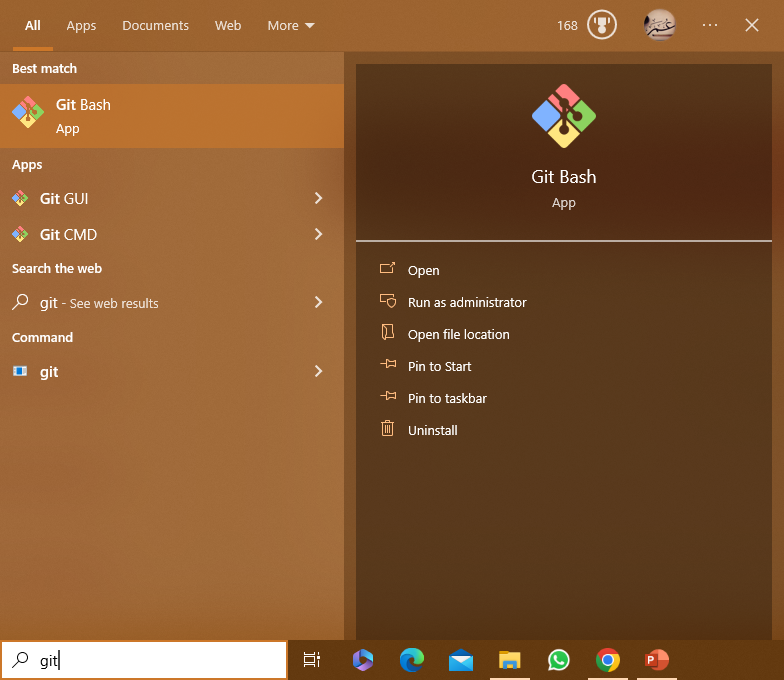 All Apps Documents Web More 168 ...
Best match
Git Bash
App
Apps
Git GUI
Git CMD
Search the web
git - See web results
Command
git
Git Bash
App
Open
Run as administrator
Open file location
Pin to Start
Pin to taskbar
Uninstall
git
P